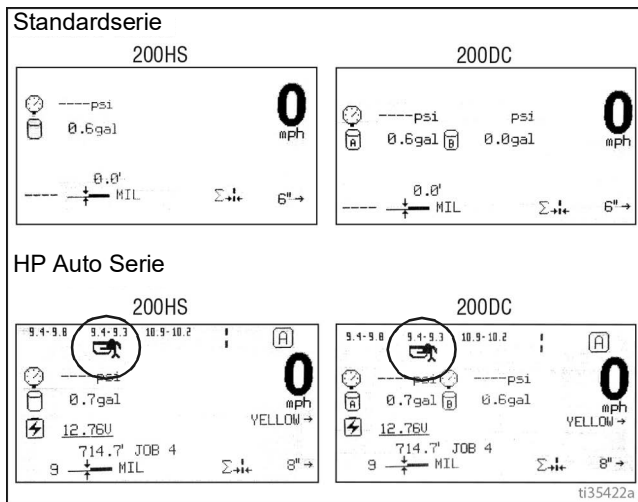 Standardserie
200HS
----psi
0.6gal
0
mph
0.0'
---- MIL
6"→
200DC
----psi psi
A 0.6gal B 0.0gal
0
mph
0.0'
---- MIL
6"→
HP Auto Serie
200HS
9.4-9.8 9.4-9.3 10.9-10.2
A
----psi
0.7gal
0
mph
YELLOW→
12.76V
714.7' JOB 4
9 MIL
8"→
200DC
9.4-9.8 9.4-9.3 10.9-10.2
A
----psi ----psi
A 0.7gal B 0.6gal
0
mph
YELLOW→
12.76V
714.7' JOB 4
9 MIL
8"→
ti35422a